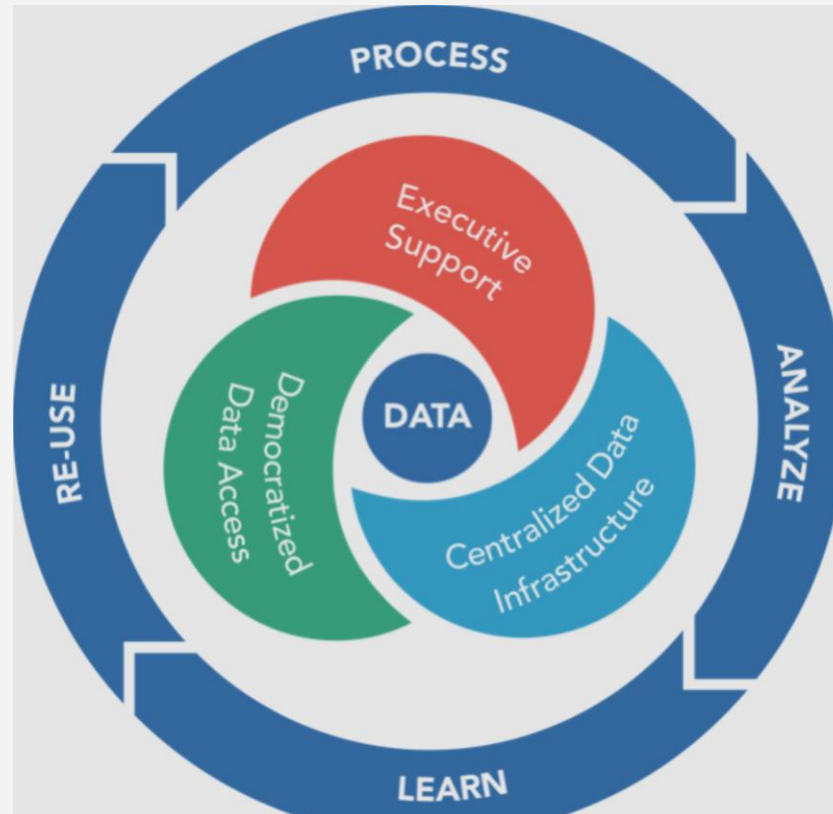 PROCESS
Executive
Support
ANALYZE
RE-USE
Democratized
Data Access
DATA
Centralized Data
Infrastructure
LEARN